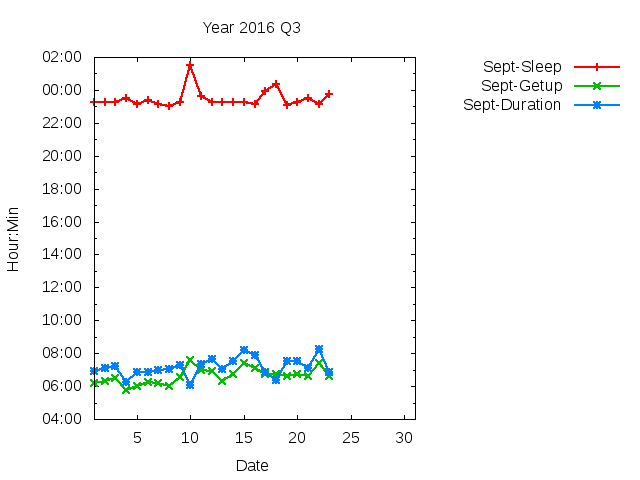 Year 2016 Q3
02:00
00:00
22:00
20:00
18:00
16:00
14:00
12:00
10:00
08:00
06:00
04:00
Hour:Min
5 10 15 20 25 30
Date
Sept-Sleep
Sept-Getup
Sept-Duration